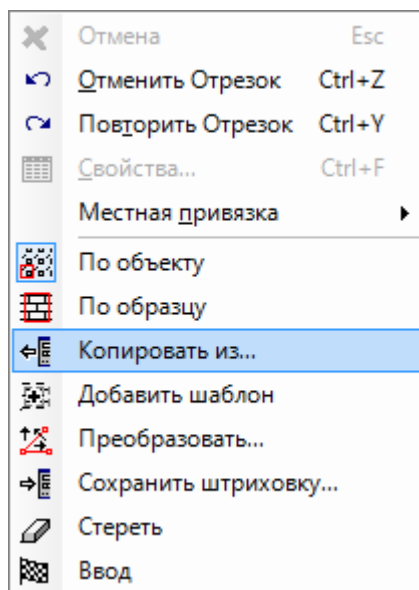 Отмена Esc
Отменить Отрезок Ctrl+Z
Повторить Отрезок Ctrl+Y
Свойства... Ctrl+F
Местная привязка
По объекту
По образцу
Копировать из...
Добавить шаблон
Преобразовать...
Сохранить штриховку...
Стереть
Ввод